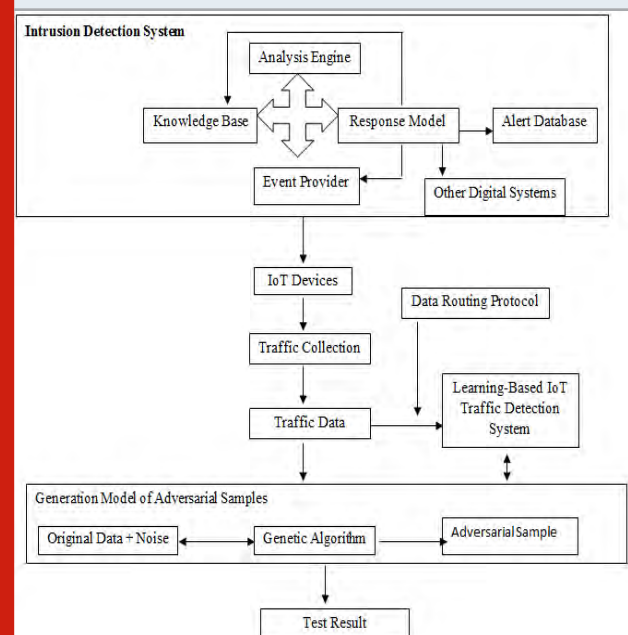 Intrusion Detection System
Analysis Engine
Knowledge Base
Response Model
Alert Database
Event Provider
Other Digital Systems
IoT Devices
Data Routing Protocol
Traffic Collection
Learning-Based IoT
Traffic Detection
System
Traffic Data
Generation Model of Adversarial Samples
Original Data + Noise
Genetic Algorithm
Adversarial Sample
Test Result